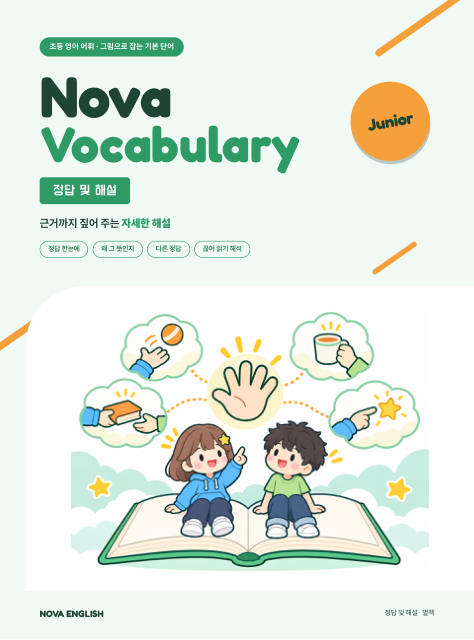 초등 영어 어휘 · 그림으로 잡는 기본 단어
Nova
Vocabulary
Junior
정답 및 해설
근거까지 짚어 주는 자세한 해설
정답 한눈에
왜 그 뜻인지
다른 정답
끊어 읽기 해석
NOVA ENGLISH
정답 및 해설 · 별책